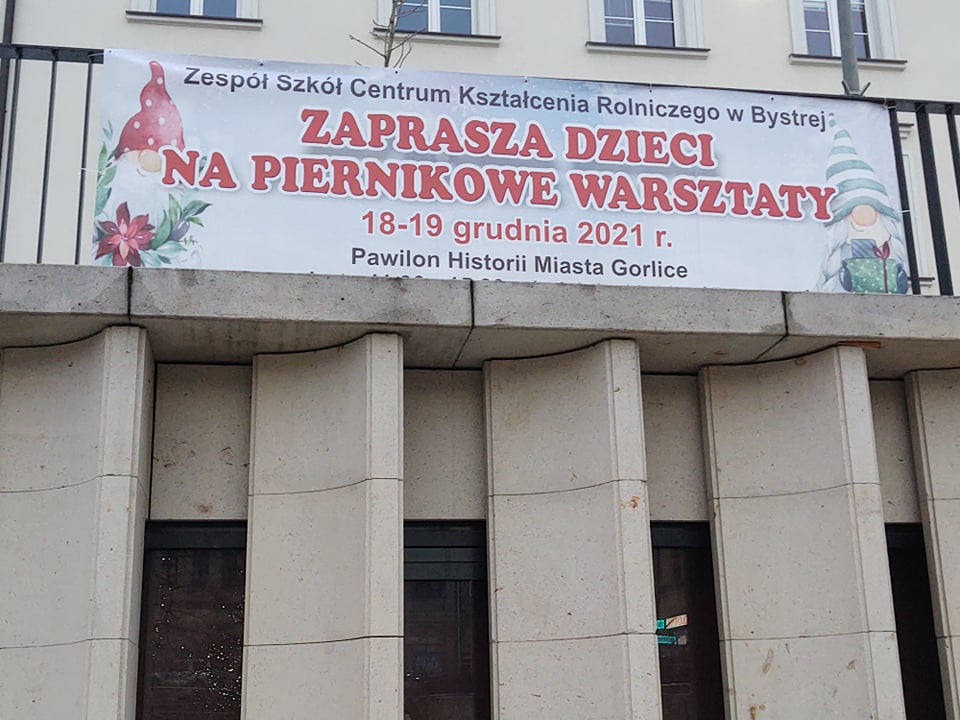 Zespół Szkół Centrum Kształcenia Rolniczego w Bystrej
ZAPRASZA DZIECI
NA PIERNIKOWE WARSZTATY
18-19 grudnia 2021 r.
Pawilon Historii Miasta Gorlice